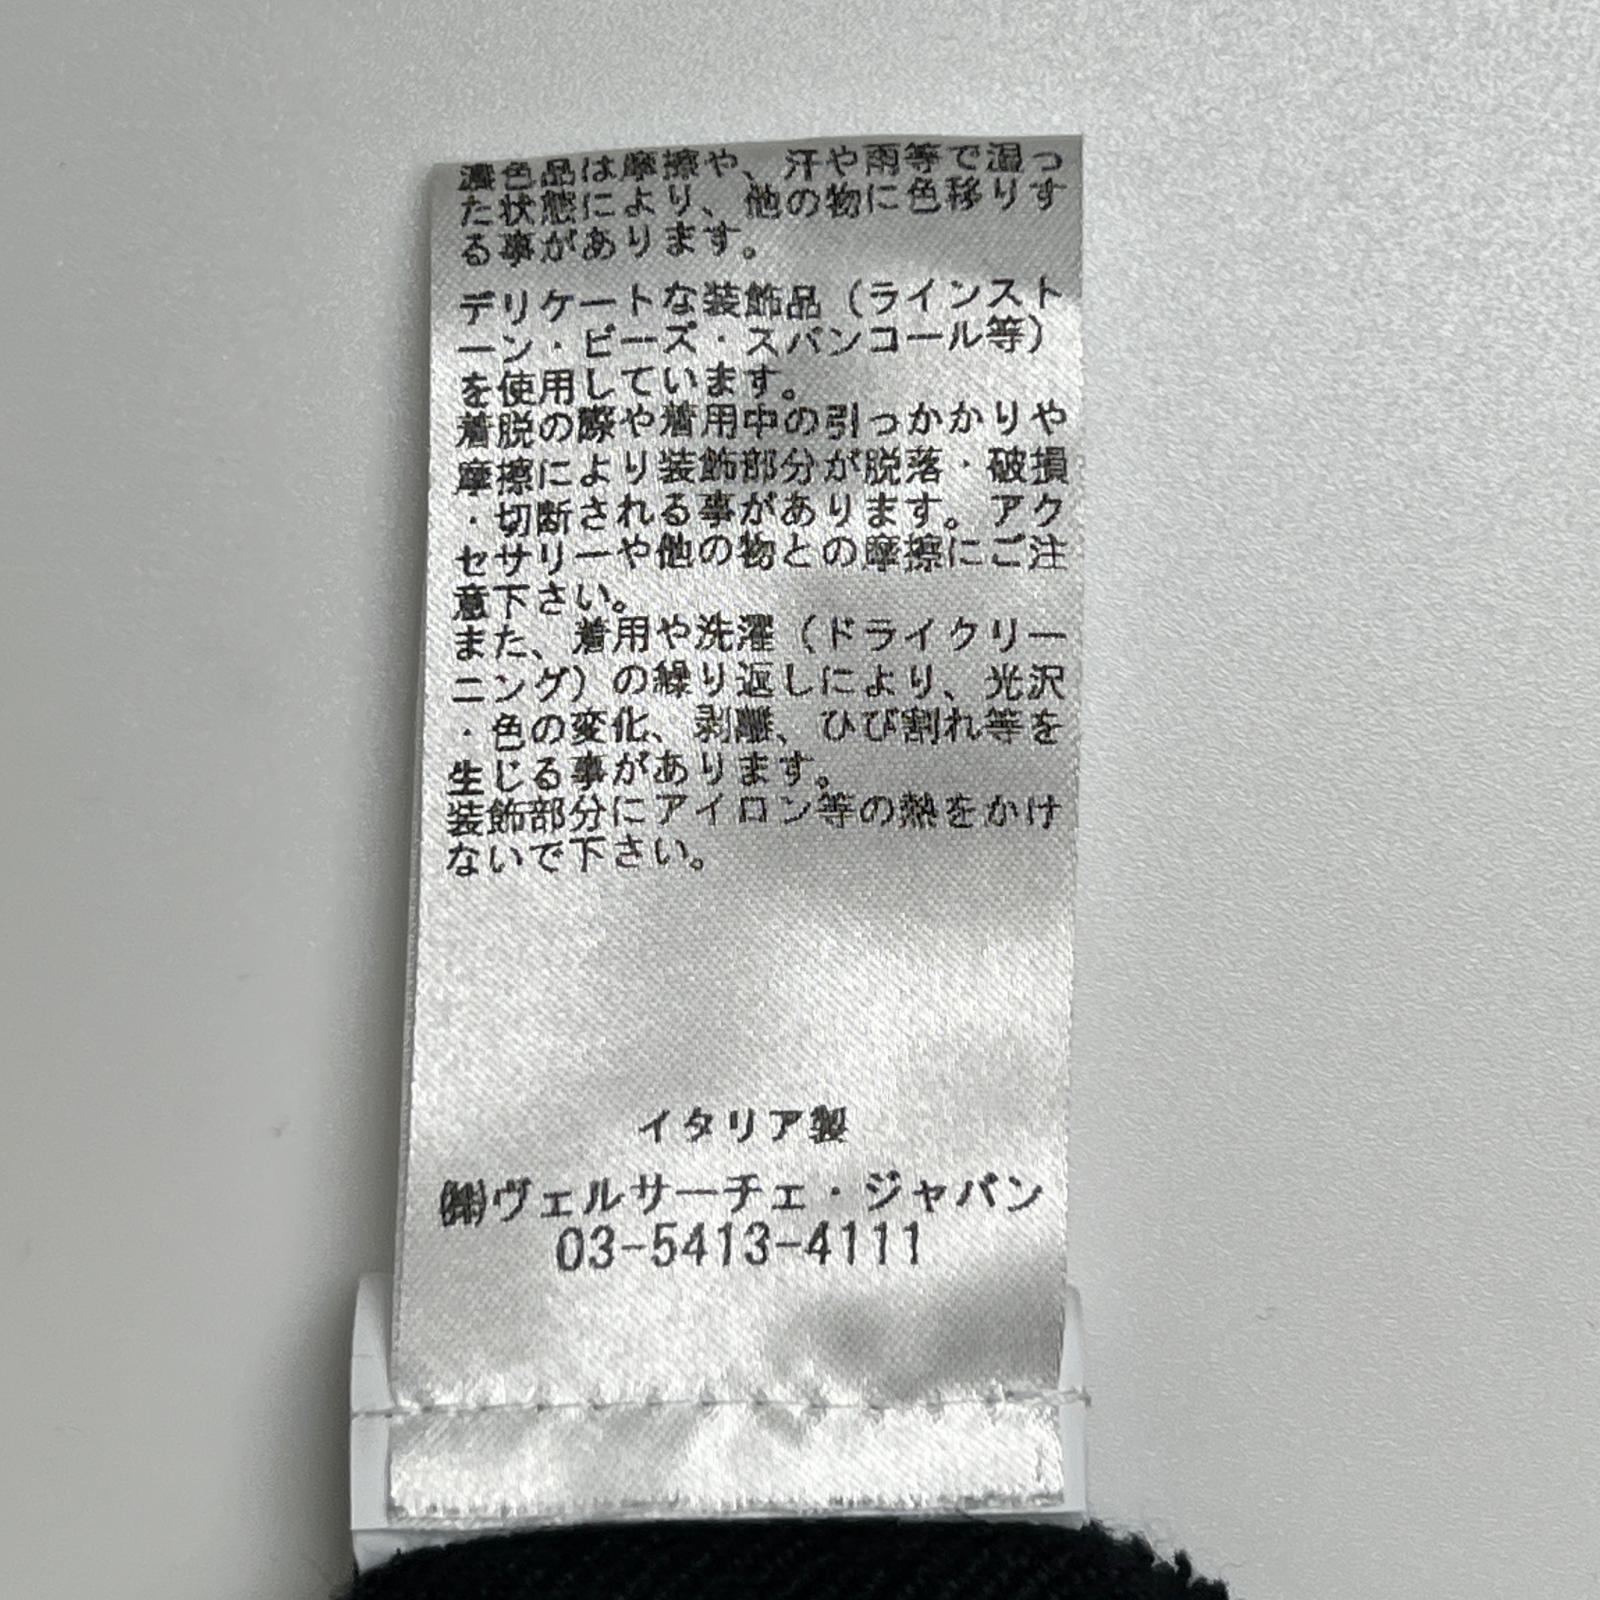 濃色品は摩擦や、汗や雨等で湿っ
た状態により、他の物に色移りす
る事があります。
デリケートな装飾品（ラインスト
ーン・ビーズ・スパンコール等）
を使用しています。
着脱の際や着用中の引っかかりや
摩擦により装飾部分が脱落・破損
・切断される事があります。アク
セサリーや他の物との摩擦にご注
意下さい。
また、着用や洗濯（ドライクリー
ニング）の繰り返しにより、光沢
・色の変化、剥離、ひび割れ等を
生じる事があります。
装飾部分にアイロン等の熱をかけ
ないで下さい。
イタリア製
㈱ヴェルサーチェ・ジャパン
03-5413-4111